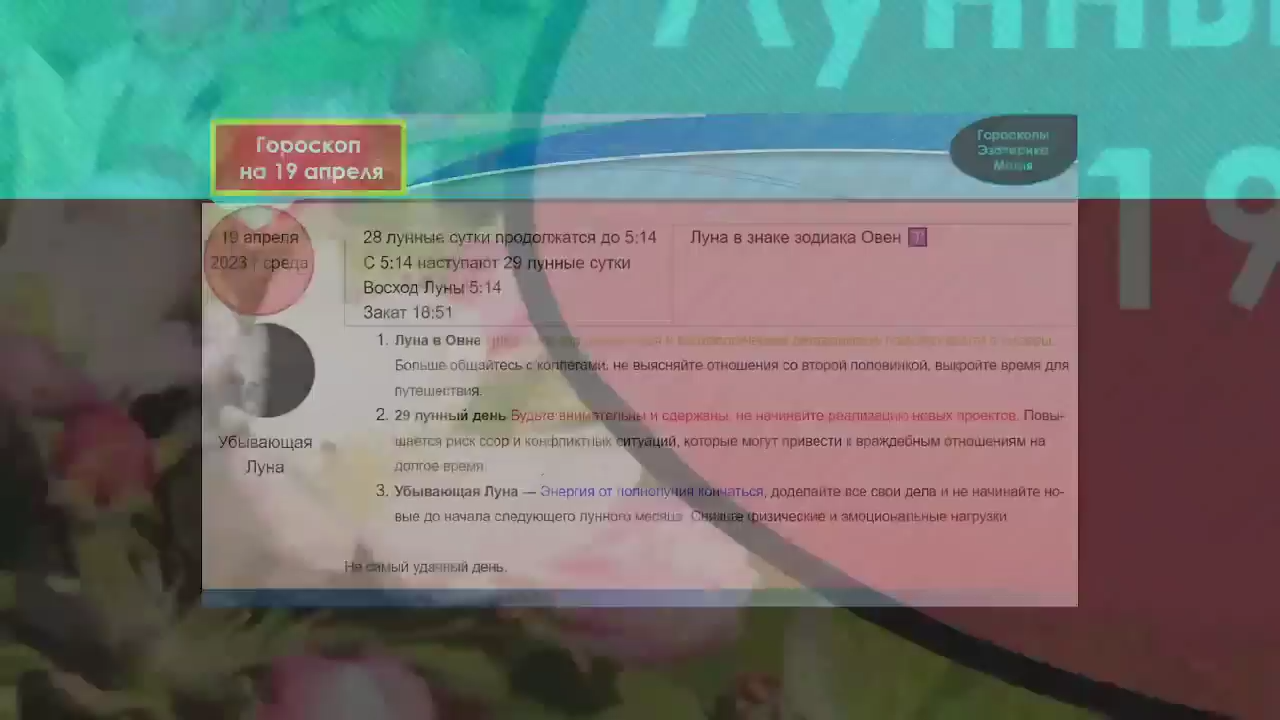 Лунны
19
Гороскоп
на 19 апреля
Гороскопы
Эзотерика
Магия
19 апреля
2023 г среда
28 лунные сутки продолжатся до 5:14
С 5:14 наступают 29 лунные сутки
Восход Луны 5:14
Закат 18:51
Луна в знаке зодиака Овен ♈
Убывающая
Луна
1. Луна в Овне
Больше общайтесь с коллегами, не выясняйте отношения со второй половинкой, выкройте время для
путешествия.
2. 29 лунный день Будьте внимательны и сдержаны, не начинайте реализацию новых проектов. Повы-
шается риск ссор и конфликтных ситуаций, которые могут привести к враждебным отношениям на
долгое время.
3. Убывающая Луна — Энергия от полнолуния кончаться, доделайте все свои дела и не начинайте но-
вые до начала следующего лунного месяца. Снизьте физические и эмоциональные нагрузки
Не самый удачный день.